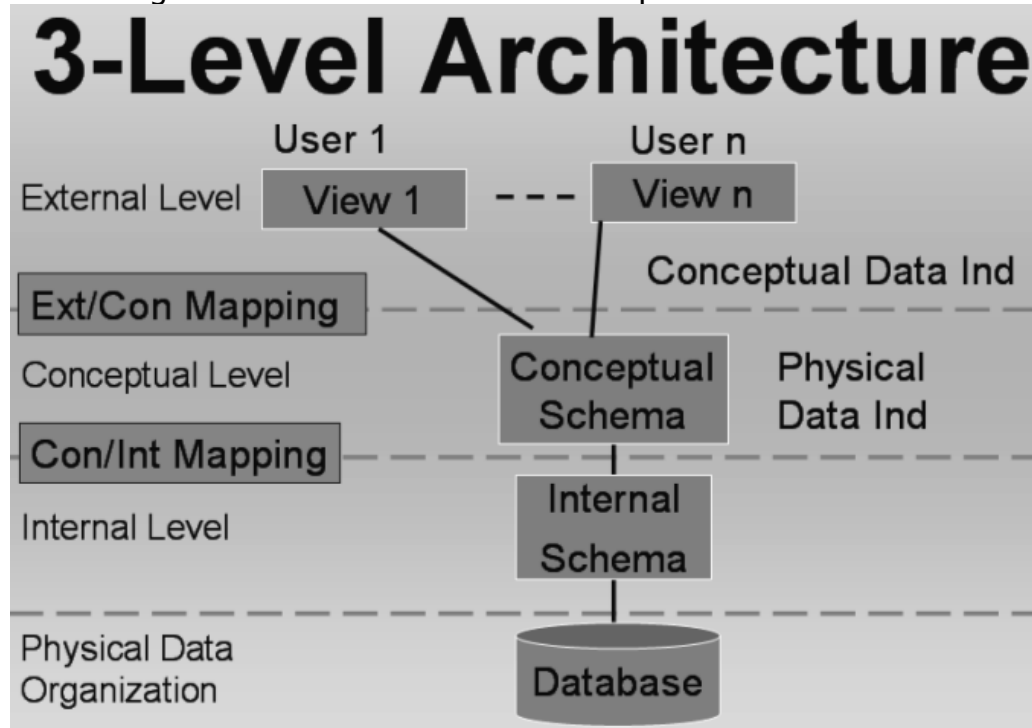 3-Level Architecture
User 1
User n
External Level
View 1
View n
Conceptual Data Ind
Ext/Con Mapping
Conceptual Level
Conceptual
Schema
Physical
Data Ind
Con/Int Mapping
Internal Level
Internal
Schema
Physical Data
Organization
Database